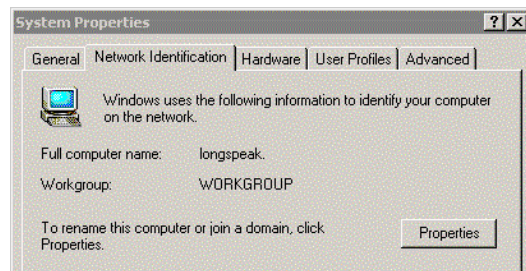 System Properties
? X
General Network Identification Hardware User Profiles Advanced
Windows uses the following information to identify your computer
on the network.
Full computer name: longspeak.
Workgroup: WORKGROUP
To rename this computer or join a domain, click
Properties.
Properties